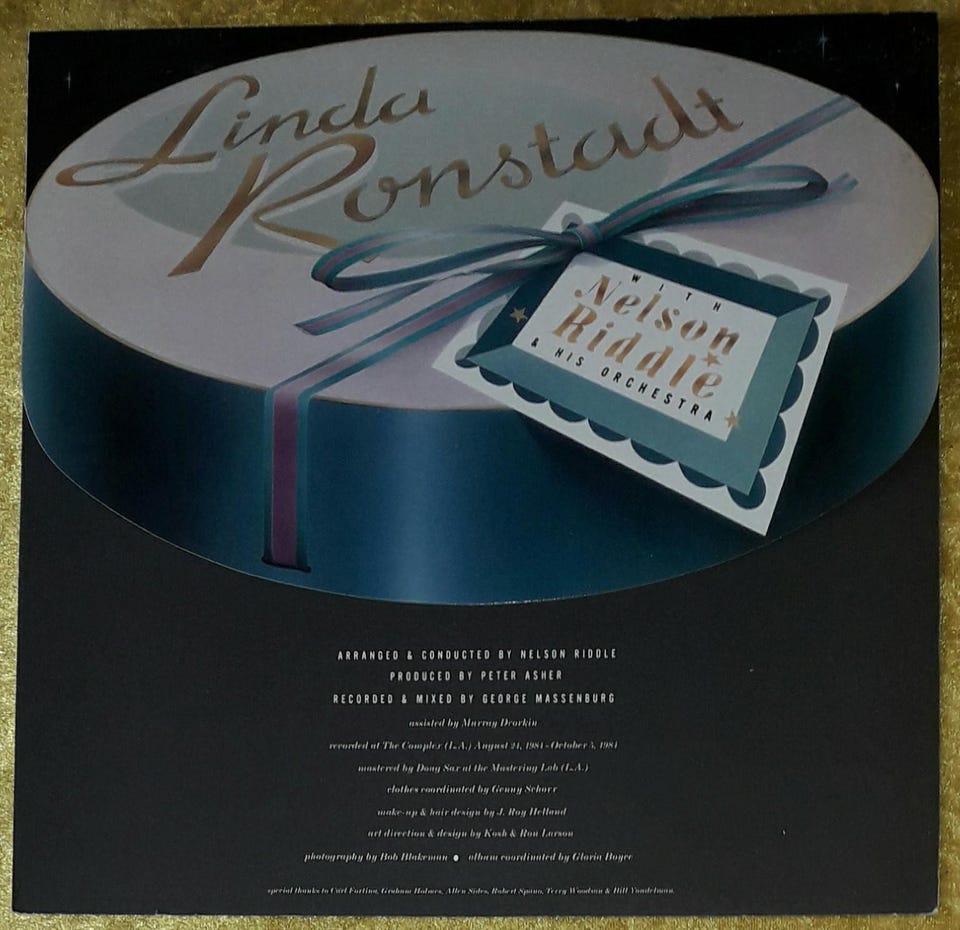 Linda
Ronstadt
WITH
Nelson
Riddle
& HIS ORCHESTRA
ARRANGED & CONDUCTED BY NELSON RIDDLE
PRODUCED BY PETER ASHER
RECORDED & MIXED BY GEORGE MASSENBURG
assisted by Murray Dvorkin
recorded at The Complex (L.A.) August 24, 1984 - October 5, 1984
mastered by Doug Sax at the Mastering Lab (L.A.)
clothes coordinated by Genny Schorr
make-up & hair design by J. Roy Helland
art direction & design by Kosh & Ron Larson
photography by Bob Blakeman ● album coordinated by Gloria Boyce
special thanks to Carl Fortina, Graham Holmes, Allen Sides, Robert Spano, Terry Woodson & Bill Yandelman.